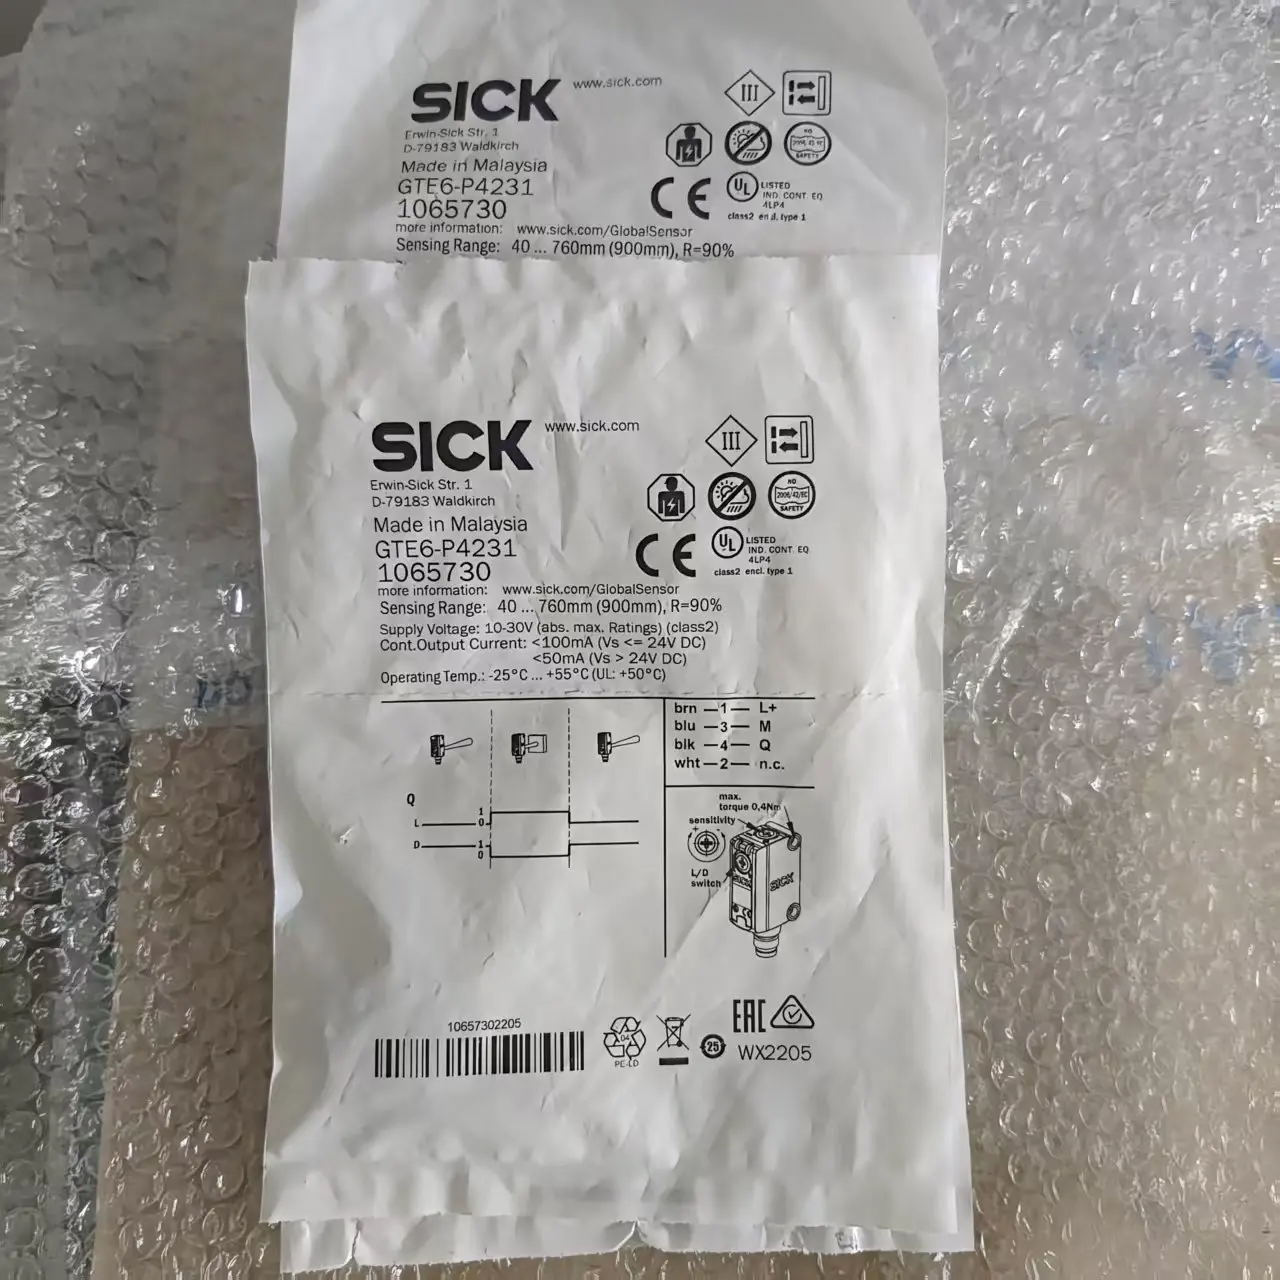 SICK www.sick.com
III
Erwin-Sick Str. 1
D-79183 Waldkirch
NO
SAFETY
Made in Malaysia
GTE6-P4231
1065730
CE
UL LISTED
IND. CONT. EQ
4LP4
class2 encl. type 1
more information: www.sick.com/GlobalSensor
Sensing Range: 40 ... 760mm (900mm), R=90%
SICK www.sick.com
III
Erwin-Sick Str. 1
D-79183 Waldkirch
NO
2006/42/EC
SAFETY
Made in Malaysia
GTE6-P4231
1065730
CE
UL LISTED
IND. CONT. EQ
4LP4
class2 encl. type 1
more information: www.sick.com/GlobalSensor
Sensing Range: 40 ... 760mm (900mm), R=90%
Supply Voltage: 10-30V (abs. max. Ratings) (class2)
Cont.Output Current: <100mA (Vs <= 24V DC)
<50mA (Vs > 24V DC)
Operating Temp.: -25°C ... +55°C (UL: +50°C)
brn 1 L+
blu 3 M
blk 4 Q
wht 2 n.c.
Q
L 1
0
D 1
0
max.
torque 0,4Nm
sensitivity
+ -
L/D
switch
SICK
10657302205
04
PE-LD
25
EAC
WX2205